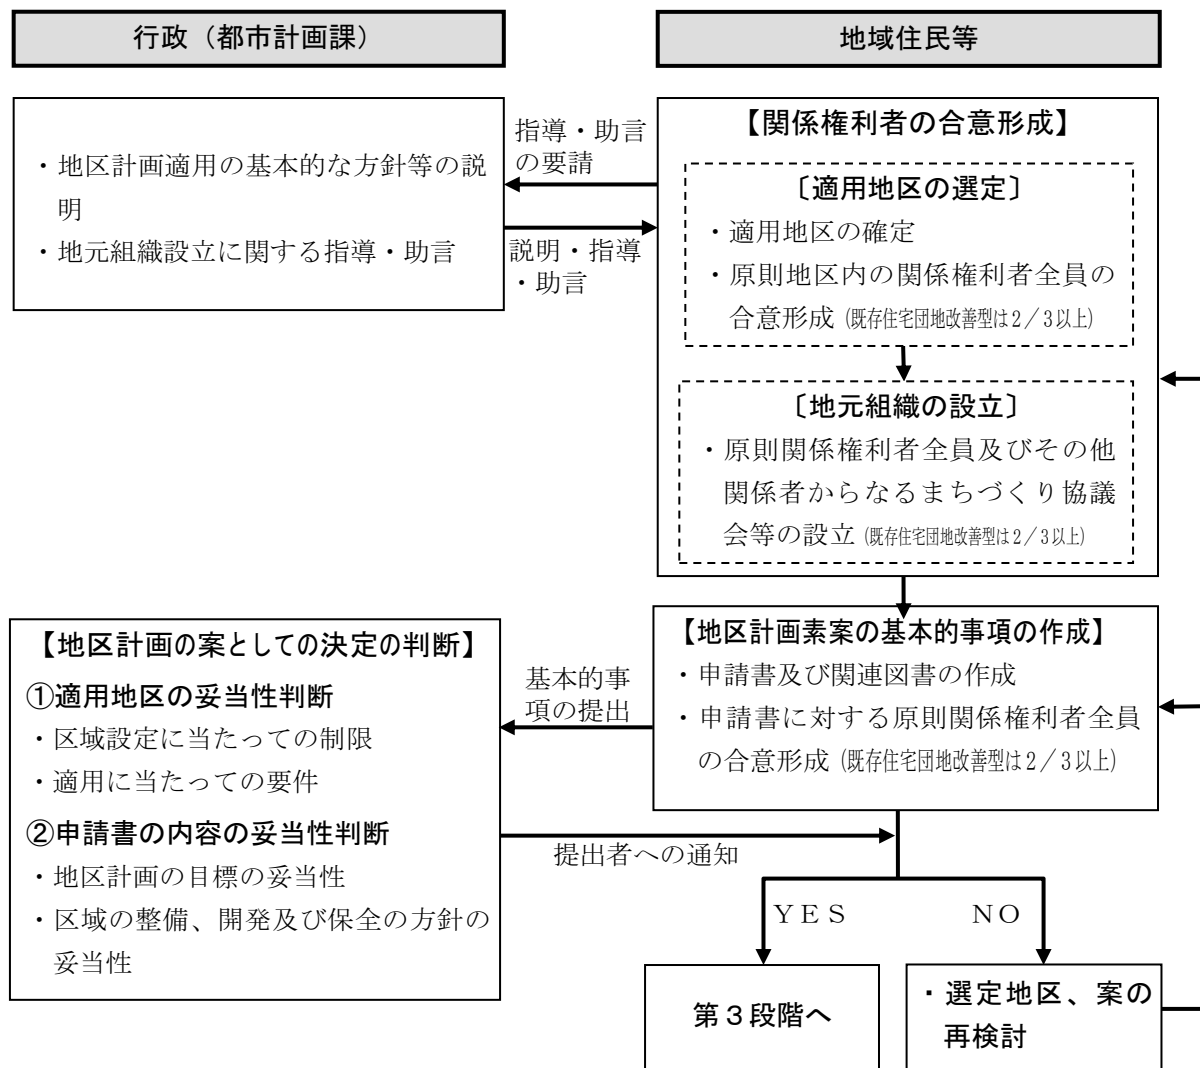 行政（都市計画課）
地域住民等
・地区計画適用の基本的な方針等の説
明
・地元組織設立に関する指導・助言
指導・助言
の要請
説明・指導
・助言
【関係権利者の合意形成】
〔適用地区の選定〕
・適用地区の確定
・原則地区内の関係権利者全員の
合意形成（既存住宅団地改善型は２／３以上）
〔地元組織の設立〕
・原則関係権利者全員及びその他
関係者からなるまちづくり協議
会等の設立（既存住宅団地改善型は２／３以上）
【地区計画素案の基本的事項の作成】
・申請書及び関連図書の作成
・申請書に対する原則関係権利者全員
の合意形成（既存住宅団地改善型は２／３以上）
基本的事
項の提出
【地区計画の案としての決定の判断】
①適用地区の妥当性判断
・区域設定に当たっての制限
・適用に当たっての要件
②申請書の内容の妥当性判断
・地区計画の目標の妥当性
・区域の整備、開発及び保全の方針の
妥当性
提出者への通知
ＹＥＳ
ＮＯ
第３段階へ
・選定地区、案の
再検討